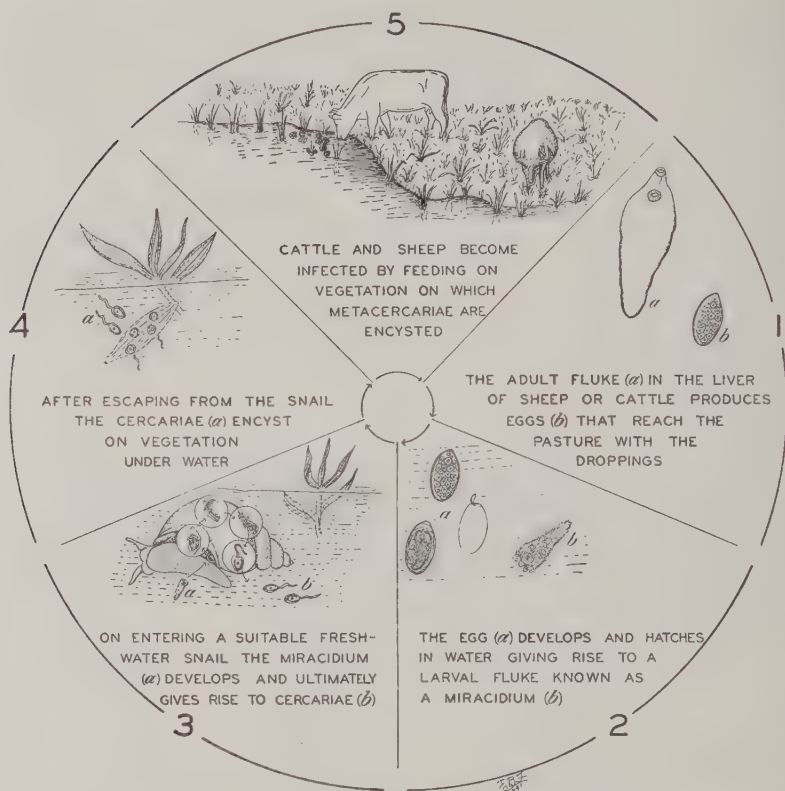 5
CATTLE AND SHEEP BECOME
INFECTED BY FEEDING ON
VEGETATION ON WHICH
METACERCARIAE ARE
ENCYSTED
1
a
b
THE ADULT FLUKE (a) IN THE LIVER
OF SHEEP OR CATTLE PRODUCES
EGGS (b) THAT REACH THE
PASTURE WITH THE
DROPPINGS
2
a
b
THE EGG (a) DEVELOPS AND HATCHES
IN WATER GIVING RISE TO A
LARVAL FLUKE KNOWN AS
A MIRACIDIUM (b)
3
a
b
ON ENTERING A SUITABLE FRESH-
WATER SNAIL THE MIRACIDIUM
(a) DEVELOPS AND ULTIMATELY
GIVES RISE TO CERCARIAE (b)
4
a
AFTER ESCAPING FROM THE SNAIL
THE CERCARIAE (a) ENCYST
ON VEGETATION
UNDER WATER